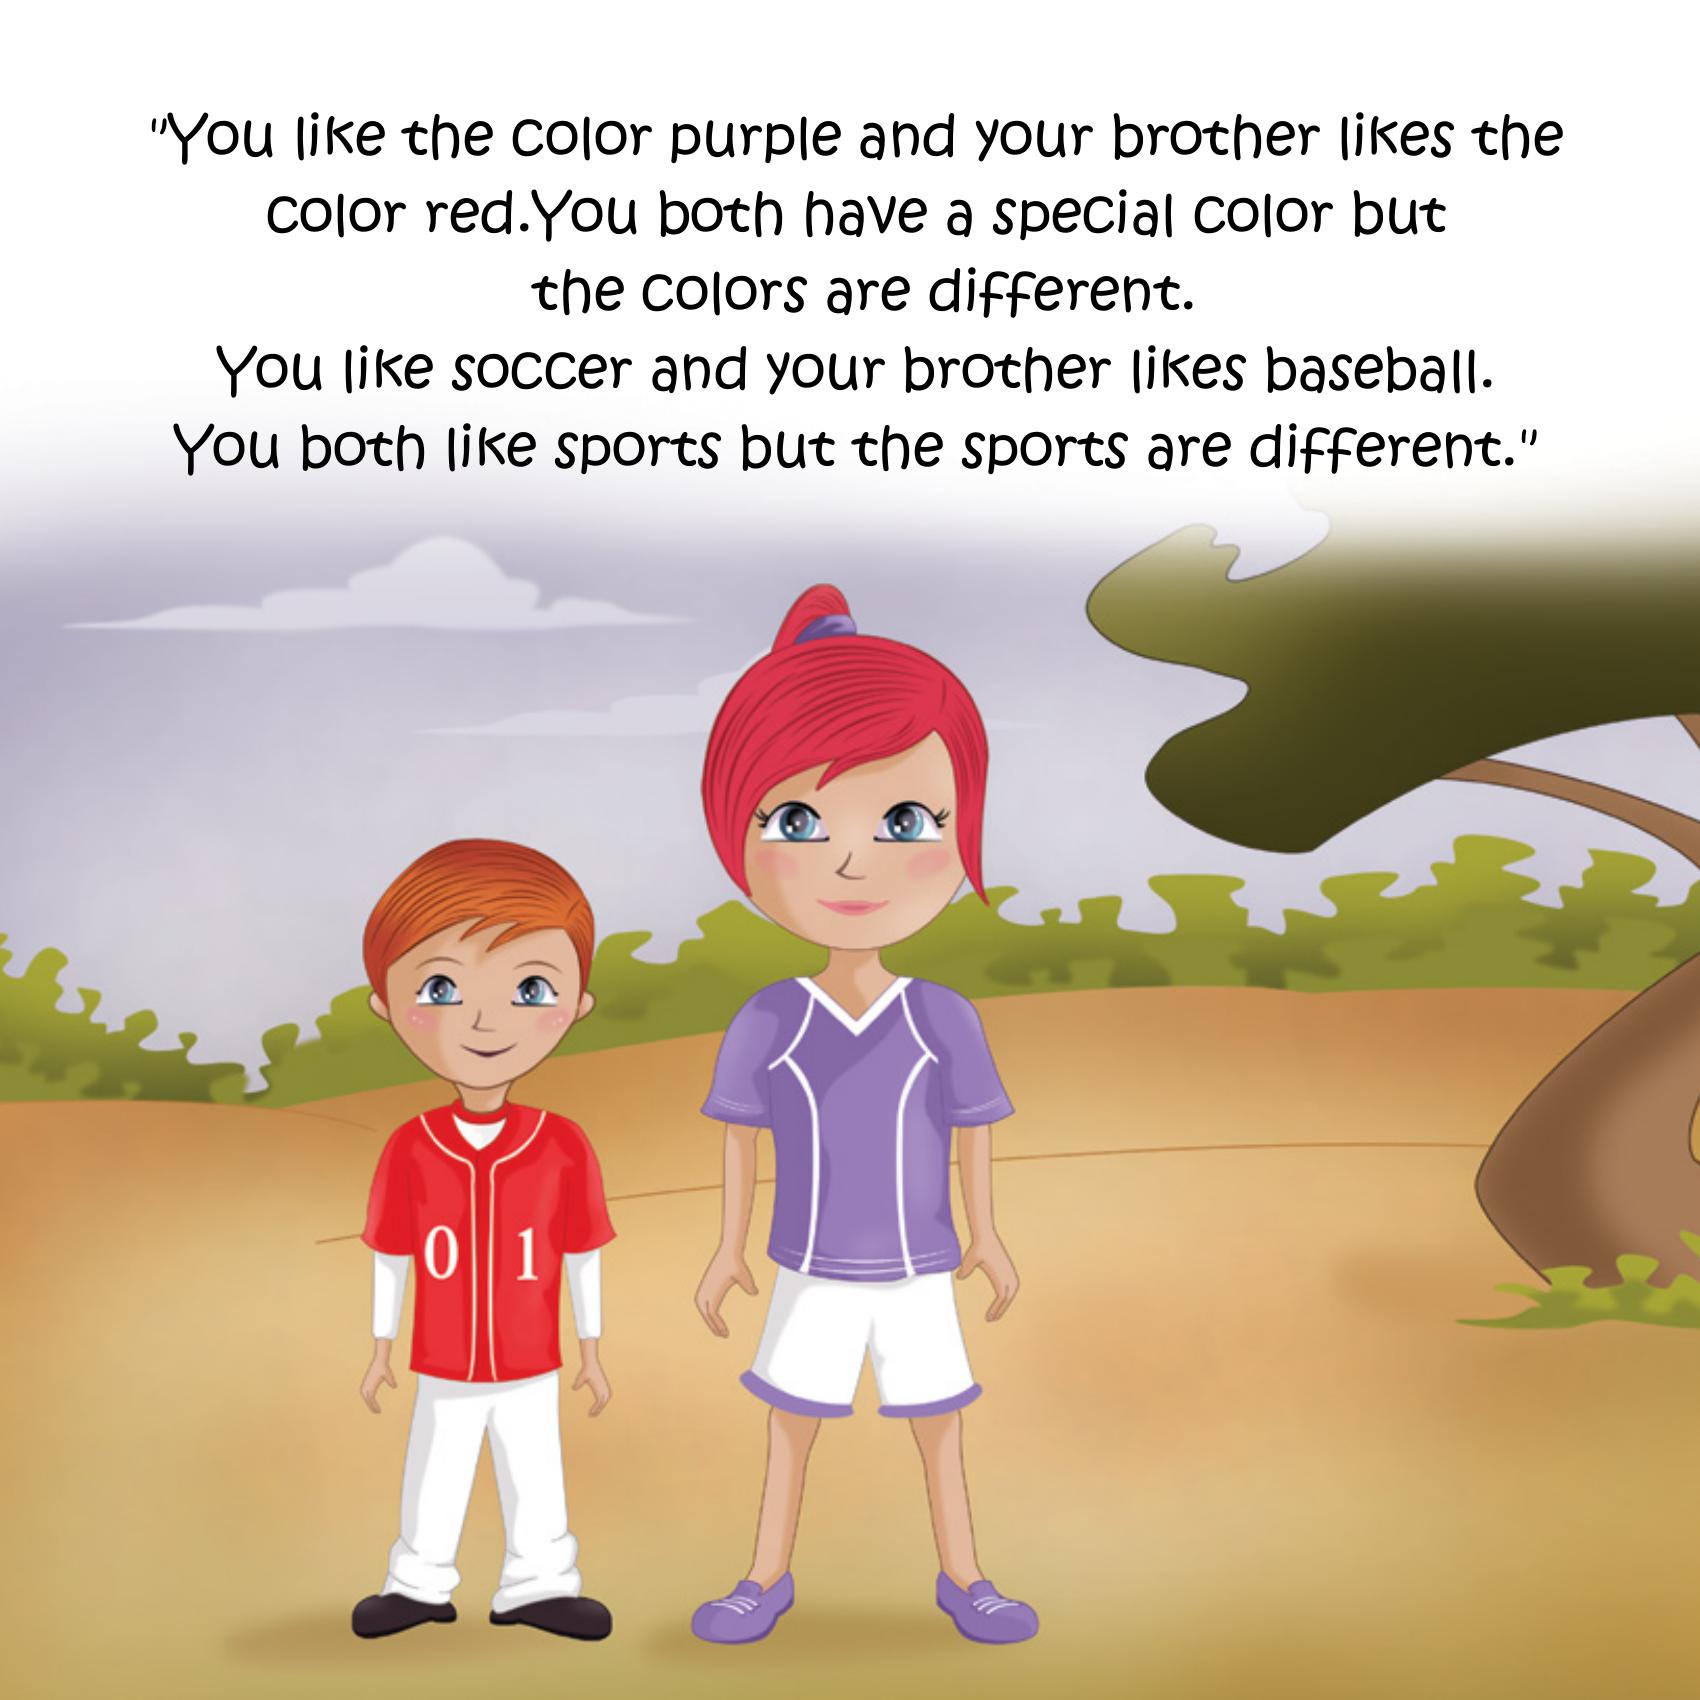 "You like the color purple and your brother likes the
color red.You both have a special color but
the colors are different.
You like soccer and your brother likes baseball.
You both like sports but the sports are different."
0 1